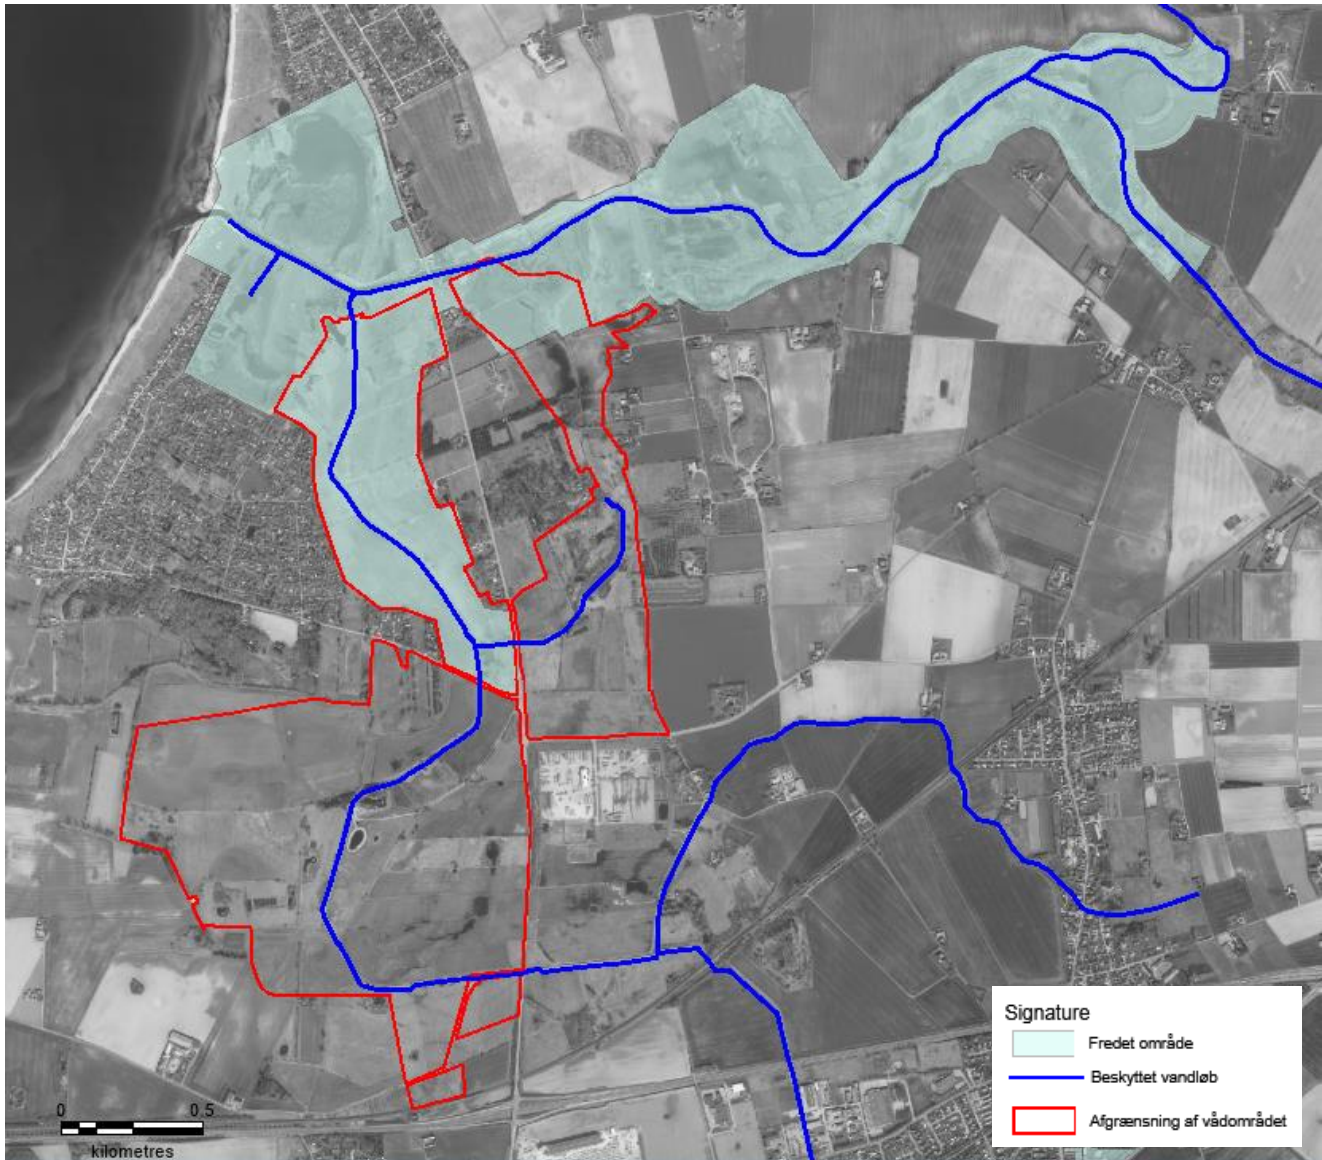 Signature
Fredet område
Beskyttet vandløb
Afgrænsning af vådområdet
0 0.5
kilometres